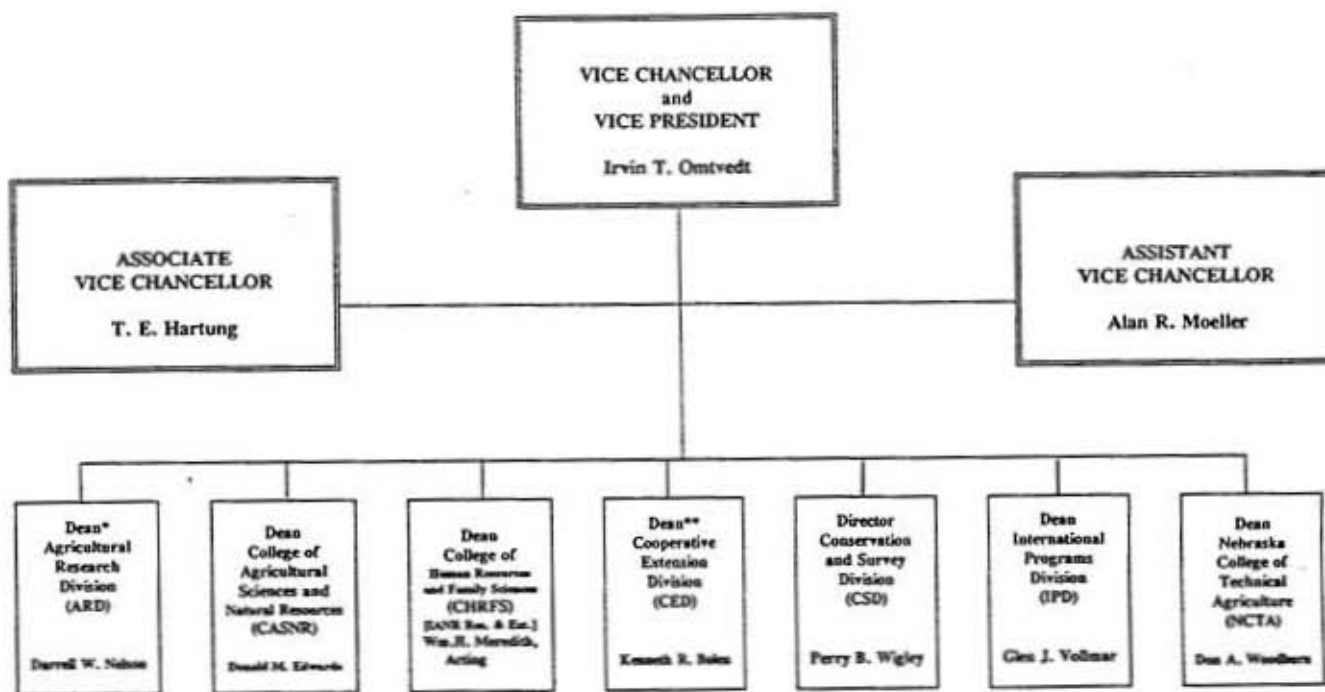 VICE CHANCELLOR
and
VICE PRESIDENT
Irvin T. Omtvedt
ASSOCIATE
VICE CHANCELLOR
T. E. Hartung
ASSISTANT
VICE CHANCELLOR
Alan R. Moeller
Dean*
Agricultural
Research
Division
(ARD)
Darrell W. Nelson
Dean
College of
Agricultural
Sciences and
Natural Resources
(CASNR)
Donald M. Edwards
Dean
College of
Human Resources
and Family Sciences
(CHRFS)
[IANR Res. & Ext.]
Wm. H. Meredith,
Acting
Dean**
Cooperative
Extension
Division
(CED)
Kenneth R. Bolen
Director
Conservation
and Survey
Division
(CSD)
Perry B. Wigley
Dean
International
Programs
Division
(IPD)
Glen J. Vollmar
Dean
Nebraska
College of
Technical
Agriculture
(NCTA)
Don A. Woodburn